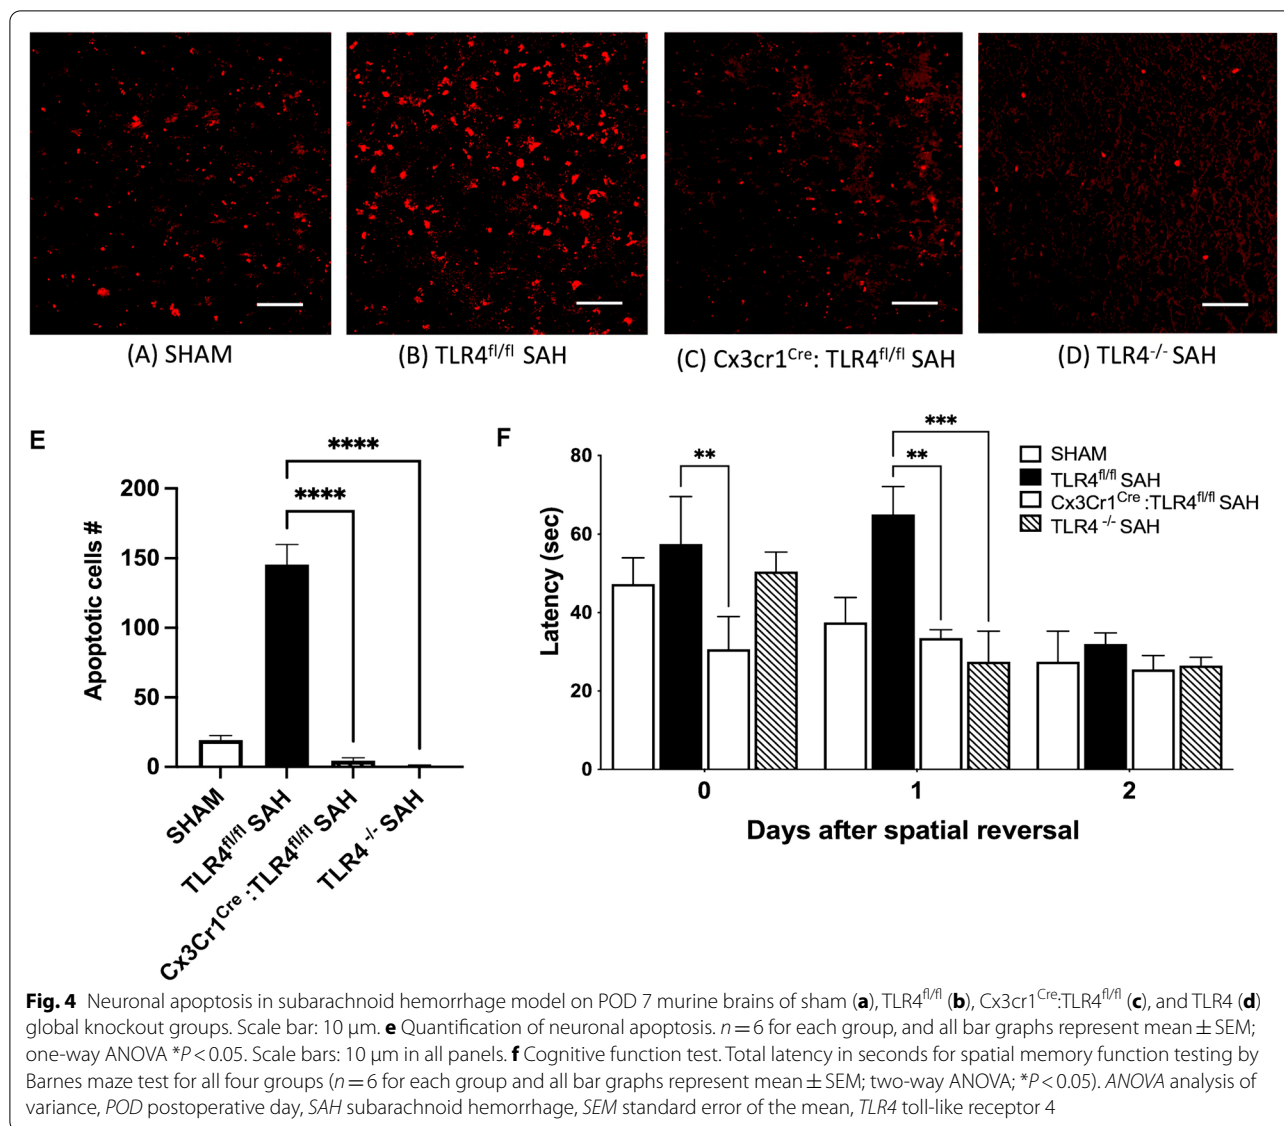 (A) SHAM
(B) TLR4fl/fl SAH
(C) Cx3cr1Cre: TLR4fl/fl SAH
(D) TLR4-/- SAH
E
****
****
Apoptotic cells #
200
150
100
50
0
SHAM
TLR4fl/fl SAH
Cx3Cr1Cre :TLR4fl/fl SAH
TLR4 -/- SAH
F
***
**
**
SHAM
TLR4fl/fl SAH
Cx3Cr1Cre :TLR4fl/fl SAH
TLR4 -/- SAH
Latency (sec)
80
60
40
20
0
0
1
2
Days after spatial reversal
Fig. 4 Neuronal apoptosis in subarachnoid hemorrhage model on POD 7 murine brains of sham (a), TLR4fl/fl (b), Cx3cr1Cre:TLR4fl/fl (c), and TLR4 (d)
global knockout groups. Scale bar: 10 μm. e Quantification of neuronal apoptosis. n = 6 for each group, and all bar graphs represent mean ± SEM;
one-way ANOVA *P < 0.05. Scale bars: 10 μm in all panels. f Cognitive function test. Total latency in seconds for spatial memory function testing by
Barnes maze test for all four groups (n = 6 for each group and all bar graphs represent mean ± SEM; two-way ANOVA; *P < 0.05). ANOVA analysis of
variance, POD postoperative day, SAH subarachnoid hemorrhage, SEM standard error of the mean, TLR4 toll-like receptor 4